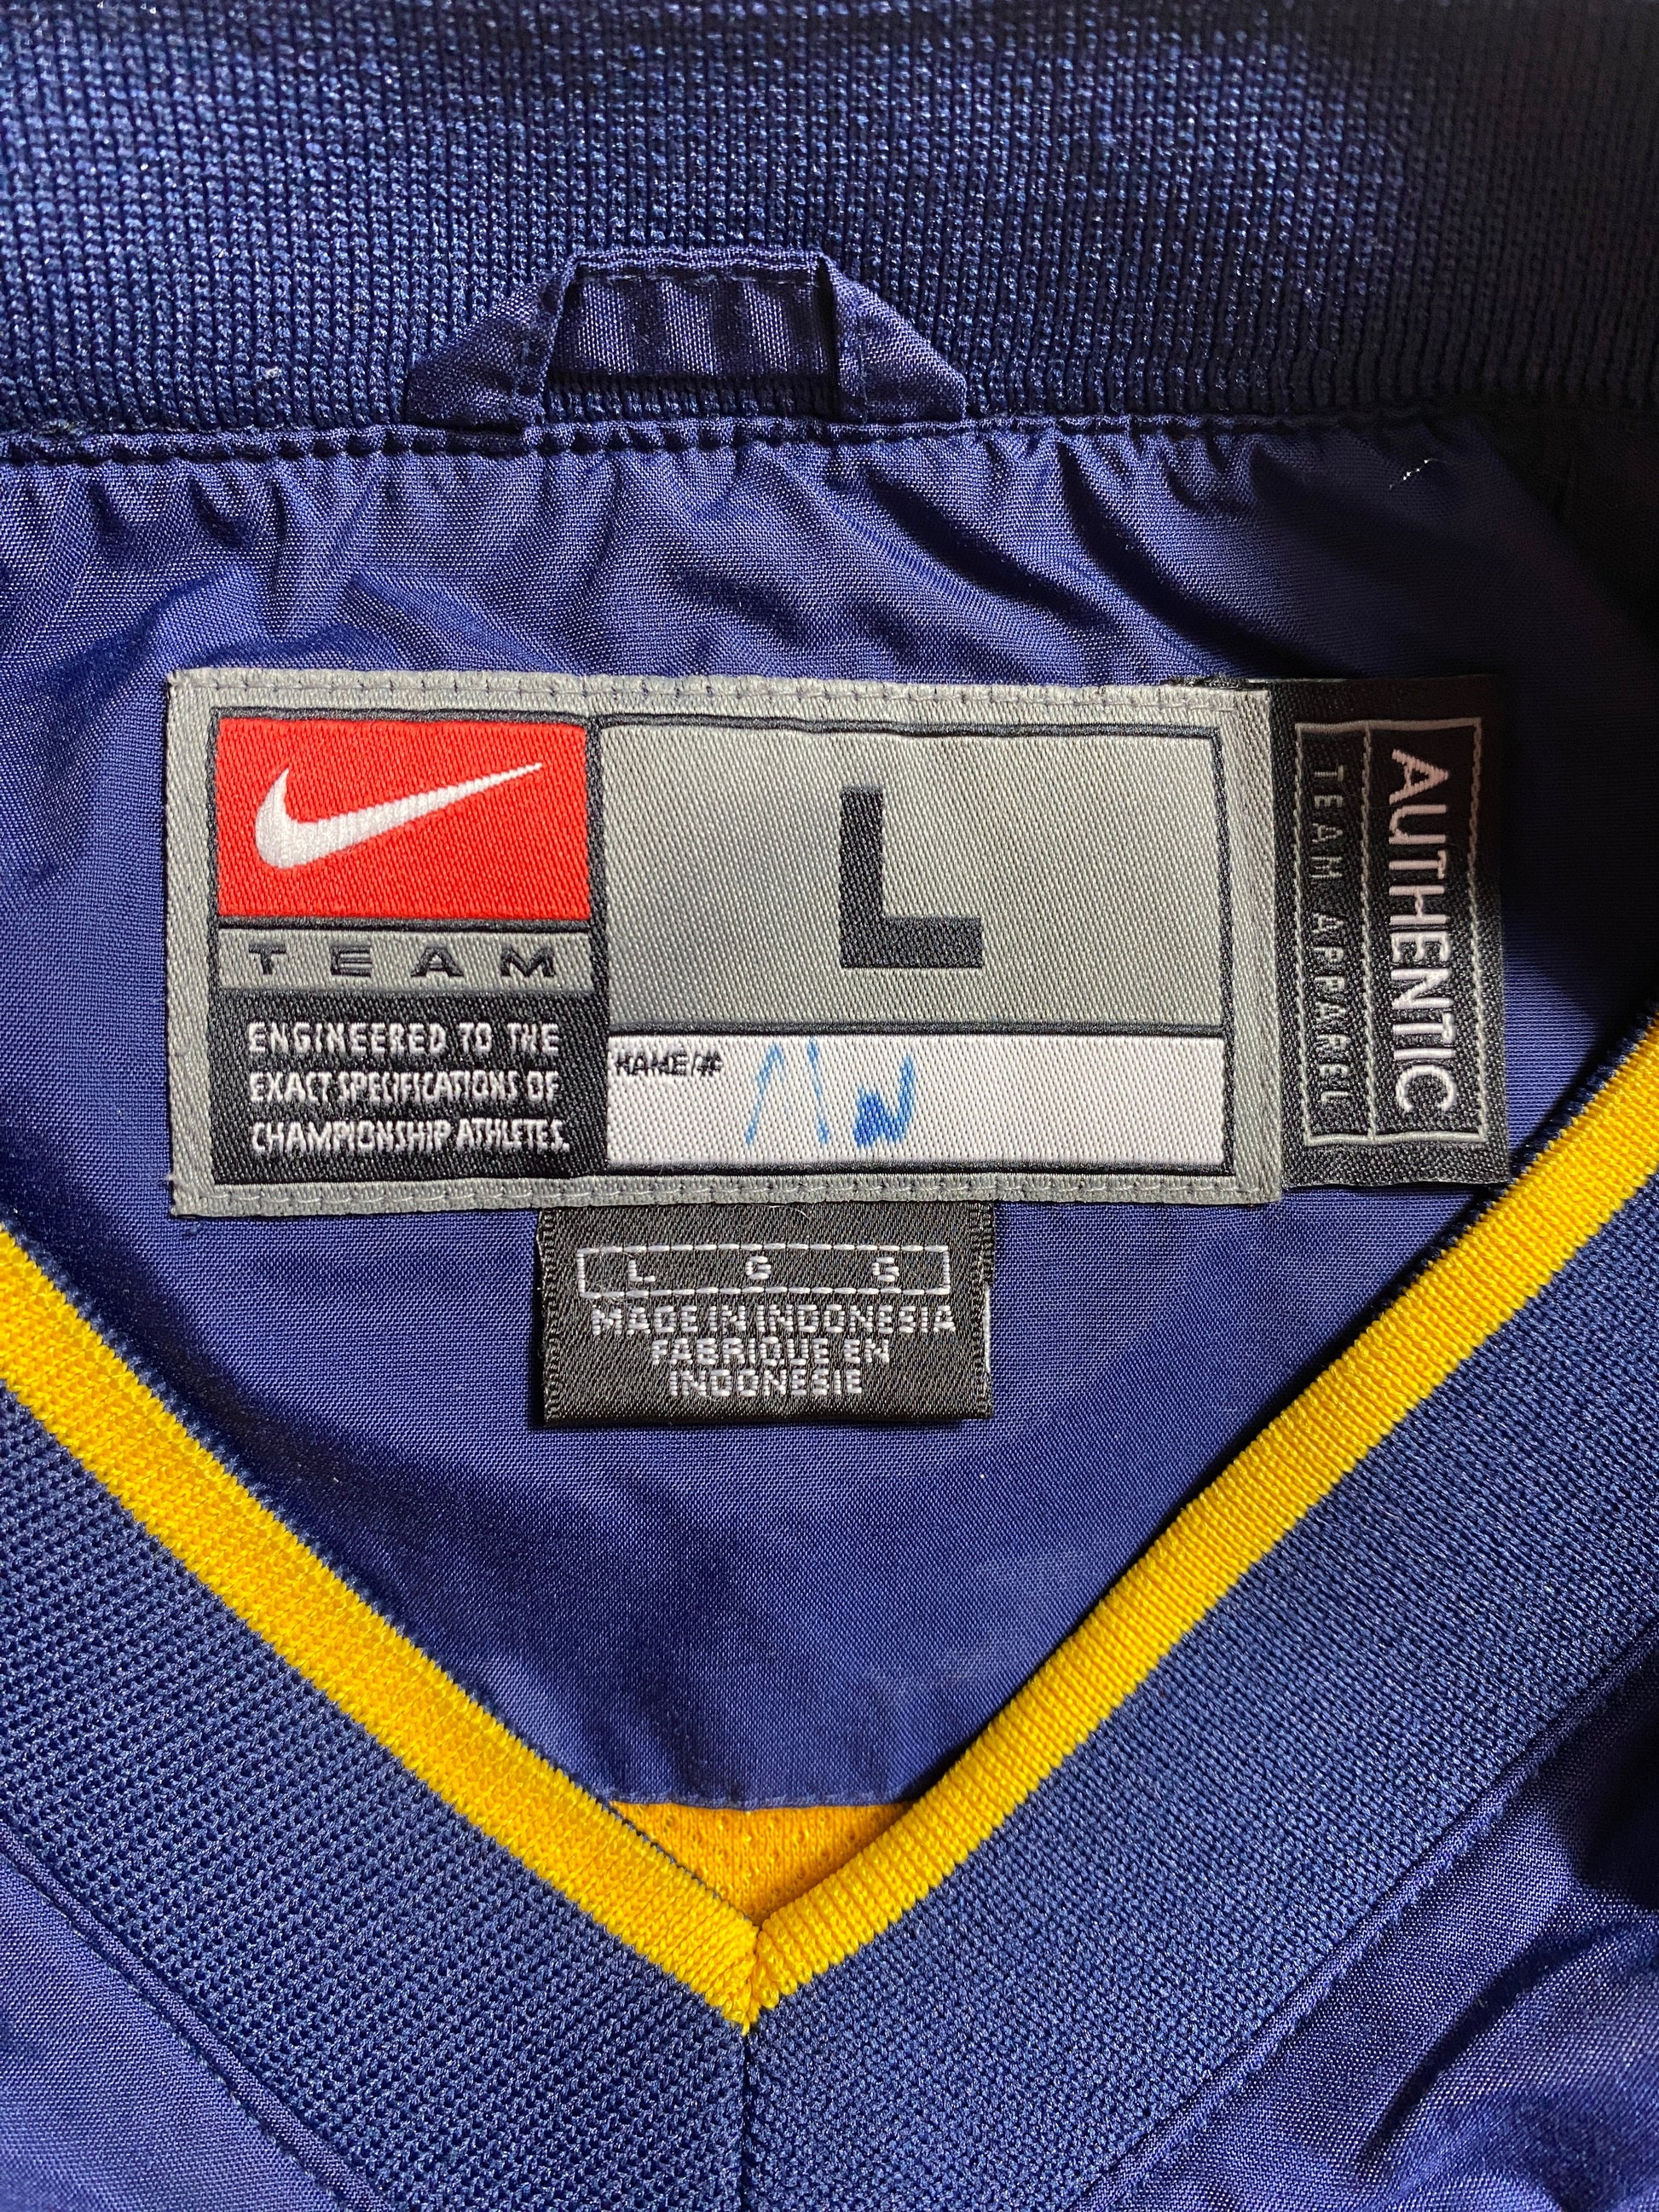 L
TEAM
ENGINEERED TO THE
EXACT SPECIFICATIONS OF
CHAMPIONSHIP ATHLETES.
NAME/#
AUTHENTIC
TEAM APPAREL
L G G
MADE IN INDONESIA
FABRIQUE EN
INDONESIE